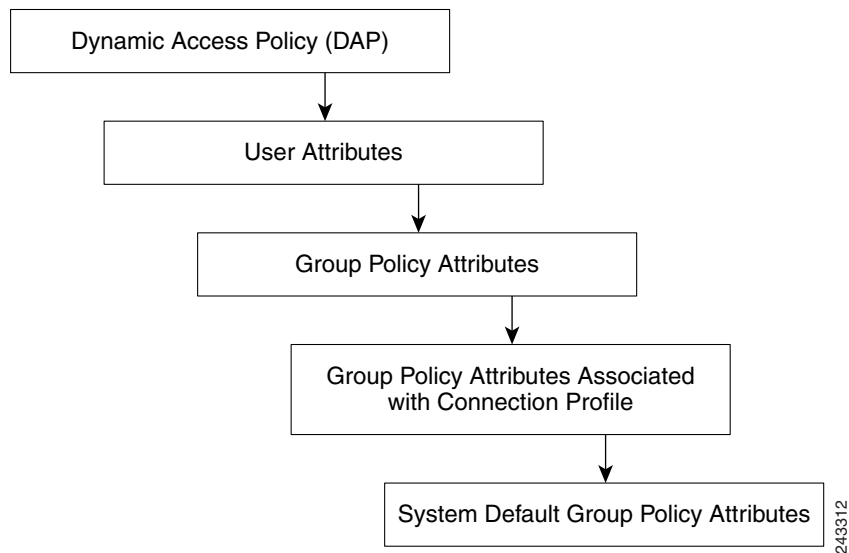 Dynamic Access Policy (DAP)
User Attributes
Group Policy Attributes
Group Policy Attributes Associated
with Connection Profile
System Default Group Policy Attributes
243312